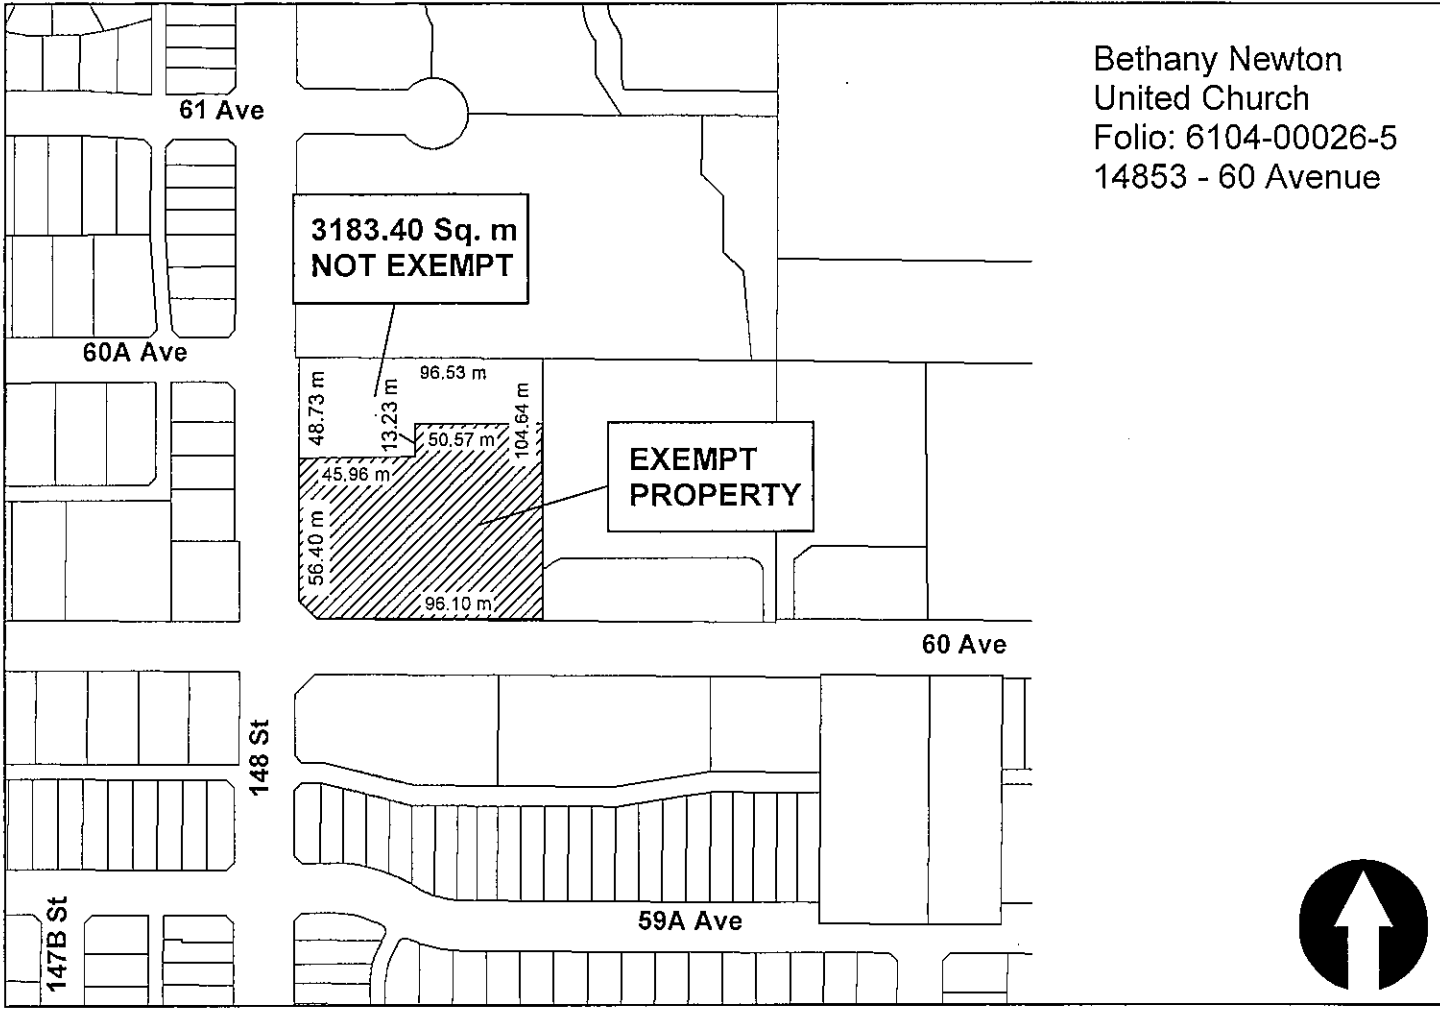 Bethany Newton
United Church
Folio: 6104-00026-5
14853 - 60 Avenue
61 Ave
3183.40 Sq. m
NOT EXEMPT
60A Ave
96.53 m
48.73 m
13.23 m
104.64 m
50.57 m
45.96 m
EXEMPT
PROPERTY
56.40 m
96.10 m
60 Ave
148 St
59A Ave
147B St